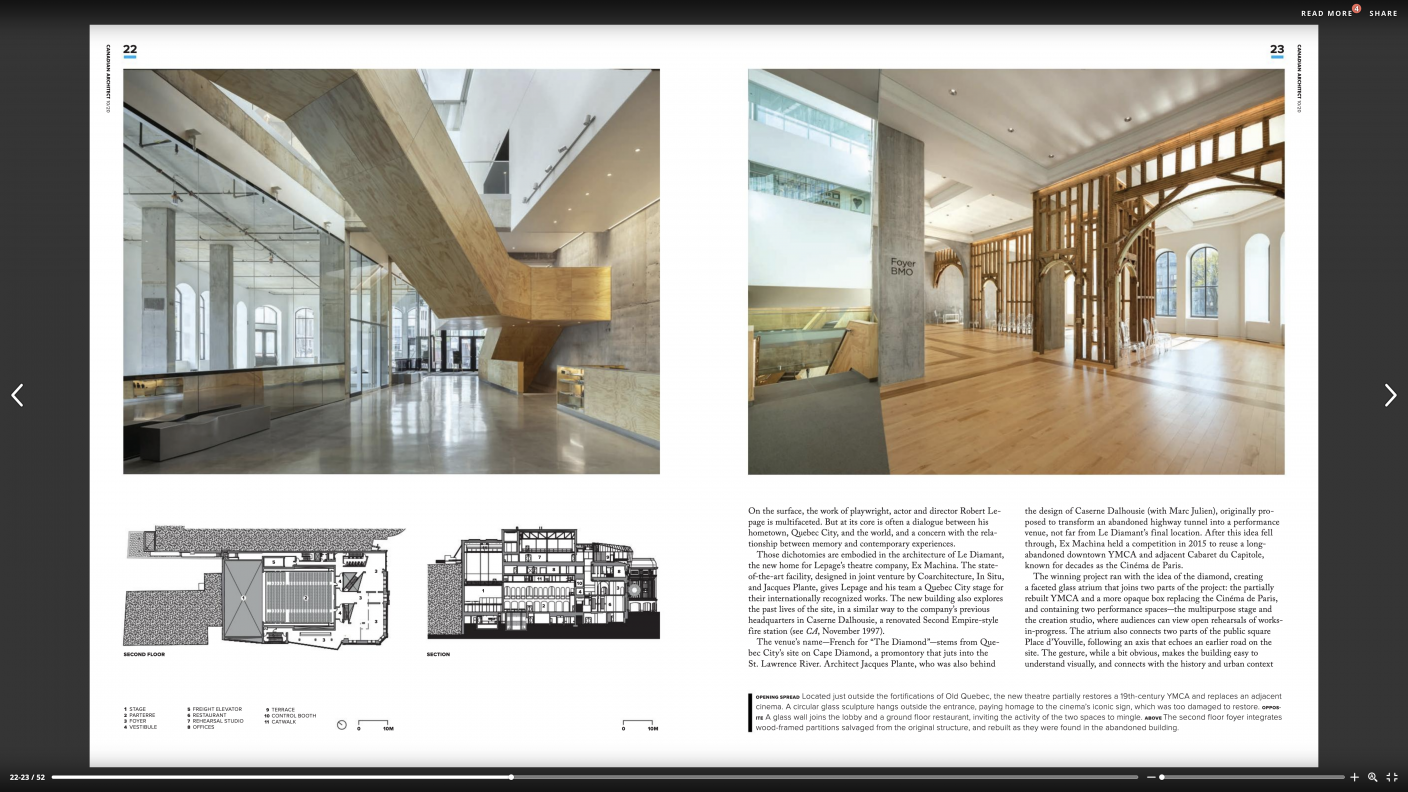 READ MORE 4 SHARE
22
CANADIAN ARCHITECT 10/20
23
CANADIAN ARCHITECT 10/20
Foyer
BMO
SECOND FLOOR
SECTION
1 STAGE
2 PARTERRE
3 FOYER
4 VESTIBULE
5 FREIGHT ELEVATOR
6 RESTAURANT
7 REHEARSAL STUDIO
8 OFFICES
9 TERRACE
10 CONTROL BOOTH
11 CATWALK
0 10M
0 10M
On the surface, the work of playwright, actor and director Robert Le-
page is multifaceted. But at its core is often a dialogue between his
hometown, Quebec City, and the world, and a concern with the rela-
tionship between memory and contemporary experiences.
Those dichotomies are embodied in the architecture of Le Diamant,
the new home for Lepage's theatre company, Ex Machina. The state-
of-the-art facility, designed in joint venture by Coarchitecture, In Situ,
and Jacques Plante, gives Lepage and his team a Quebec City stage for
their internationally recognized works. The new building also explores
the past lives of the site, in a similar way to the company's previous
headquarters in Caserne Dalhousie, a renovated Second Empire-style
fire station (see CA, November 1997).
The venue's name—French for "The Diamond"—stems from Que-
bec City's site on Cape Diamond, a promontory that juts into the
St. Lawrence River. Architect Jacques Plante, who was also behind
the design of Caserne Dalhousie (with Marc Julien), originally pro-
posed to transform an abandoned highway tunnel into a performance
venue, not far from Le Diamant's final location. After this idea fell
through, Ex Machina held a competition in 2015 to reuse a long-
abandoned downtown YMCA and adjacent Cabaret du Capitole,
known for decades as the Cinéma de Paris.
The winning project ran with the idea of the diamond, creating
a faceted glass atrium that joins two parts of the project: the partially
rebuilt YMCA and a more opaque box replacing the Cinéma de Paris,
and containing two performance spaces—the multipurpose stage and
the creation studio, where audiences can view open rehearsals of works-
in-progress. The atrium also connects two parts of the public square
Place d'Youville, following an axis that echoes an earlier road on the
site. The gesture, while a bit obvious, makes the building easy to
understand visually, and connects with the history and urban context
OPENING SPREAD Located just outside the fortifications of Old Quebec, the new theatre partially restores a 19th-century YMCA and replaces an adjacent
cinema. A circular glass sculpture hangs outside the entrance, paying homage to the cinema's iconic sign, which was too damaged to restore. OPPOS-
ITE A glass wall joins the lobby and a ground floor restaurant, inviting the activity of the two spaces to mingle. ABOVE The second floor foyer integrates
wood-framed partitions salvaged from the original structure, and rebuilt as they were found in the abandoned building.
22-23 / 52